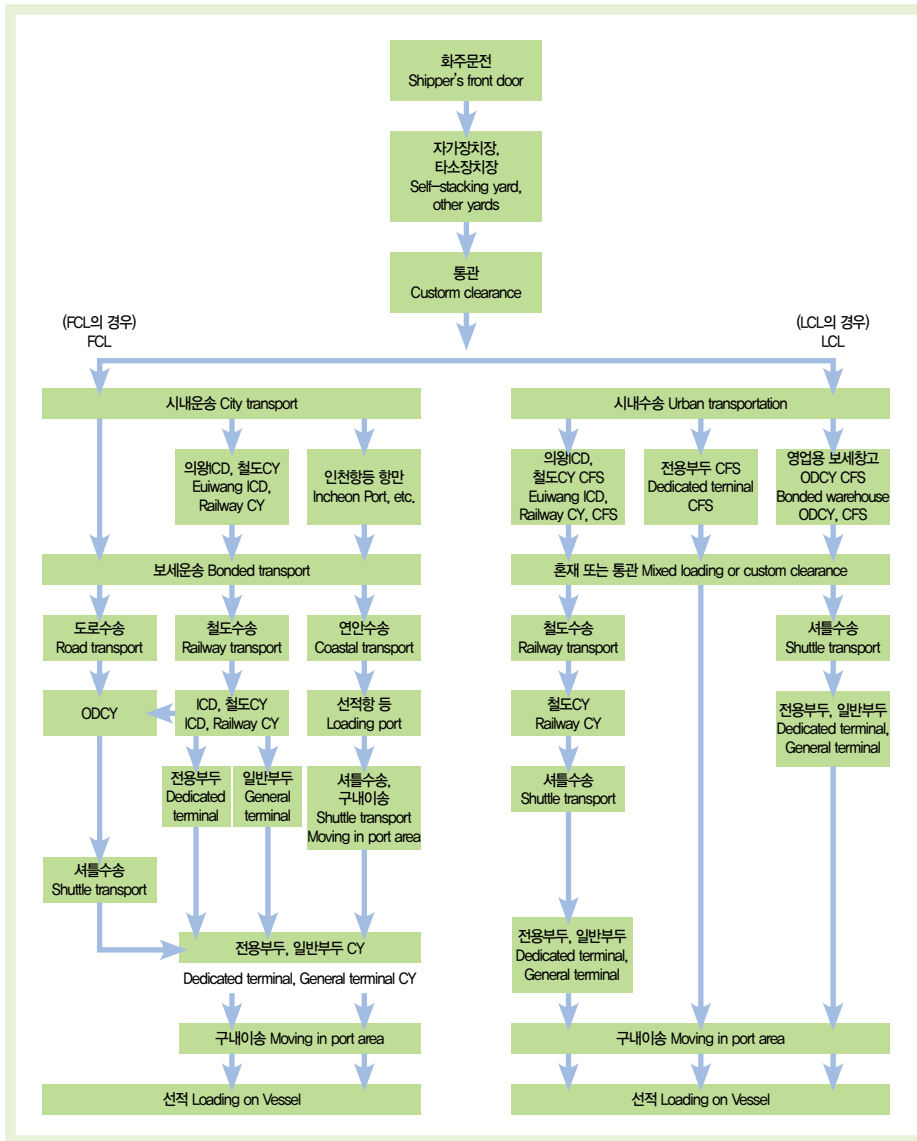 화주문전
Shipper's front door
자가장치장,
타소장치장
Self-stacking yard,
other yards
통관
Custorm clearance
(FCL의 경우)
FCL
(LCL의 경우)
LCL
시내운송 City transport
의왕ICD, 철도CY
Euiwang ICD,
Railway CY
인천항등 항만
Incheon Port, etc.
보세운송 Bonded transport
도로수송
Road transport
철도수송
Railway transport
연안수송
Coastal transport
ODCY
ICD, 철도CY
ICD, Railway CY
선적항 등
Loading port
전용부두
Dedicated
terminal
일반부두
General
terminal
셔틀수송,
구내이송
Shuttle transport
Moving in port area
셔틀수송
Shuttle transport
전용부두, 일반부두 CY
Dedicated terminal, General terminal CY
구내이송 Moving in port area
선적 Loading on Vessel
시내수송 Urban transportation
의왕ICD,
철도CY CFS
Euiwang ICD,
Railway CY, CFS
전용부두 CFS
Dedicated terninal
CFS
영업용 보세창고
ODCY CFS
Bonded warehouse
ODCY, CFS
혼재 또는 통관 Mixed loading or custom clearance
철도수송
Railway transport
셔틀수송
Shuttle transport
철도CY
Railway CY
전용부두, 일반부두
Dedicated terminal,
General terminal
셔틀수송
Shuttle transport
전용부두, 일반부두
Dedicated terminal,
General terminal
구내이송 Moving in port area
선적 Loading on Vessel